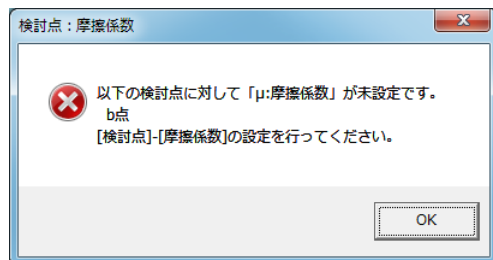 検討点：摩擦係数
以下の検討点に対して「μ:摩擦係数」が未設定です。
b点
[検討点]-[摩擦係数]の設定を行ってください。
OK